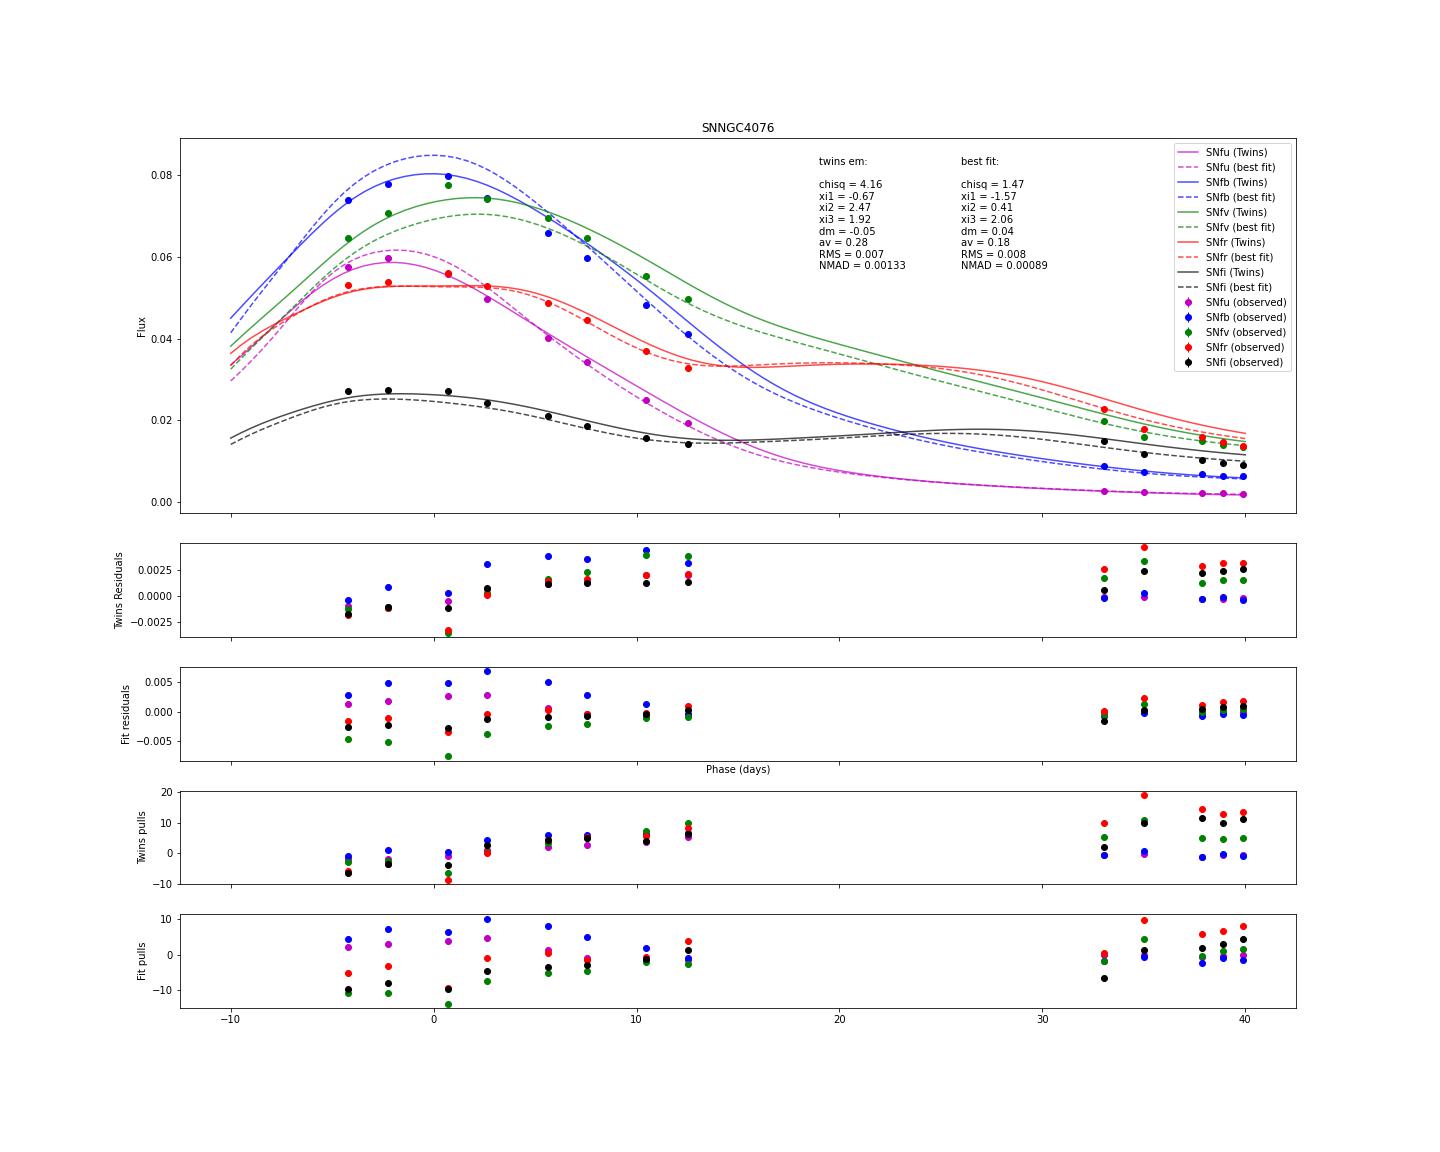 SNNGC4076
Flux
0.08
0.06
0.04
0.02
0.00
twins em:
chisq = 4.16
xi1 = -0.67
xi2 = 2.47
xi3 = 1.92
dm = -0.05
av = 0.28
RMS = 0.007
NMAD = 0.00133
best fit:
chisq = 1.47
xi1 = -1.57
xi2 = 0.41
xi3 = 2.06
dm = 0.04
av = 0.18
RMS = 0.008
NMAD = 0.00089
SNfu (Twins)
SNfu (best fit)
SNfb (Twins)
SNfb (best fit)
SNfv (Twins)
SNfv (best fit)
SNfr (Twins)
SNfr (best fit)
SNfi (Twins)
SNfi (best fit)
SNfu (observed)
SNfb (observed)
SNfv (observed)
SNfr (observed)
SNfi (observed)
Twins Residuals
0.0025
0.0000
−0.0025
Fit residuals
0.005
0.000
−0.005
Phase (days)
Twins pulls
20
10
0
−10
Fit pulls
10
0
−10
−10
0
10
20
30
40